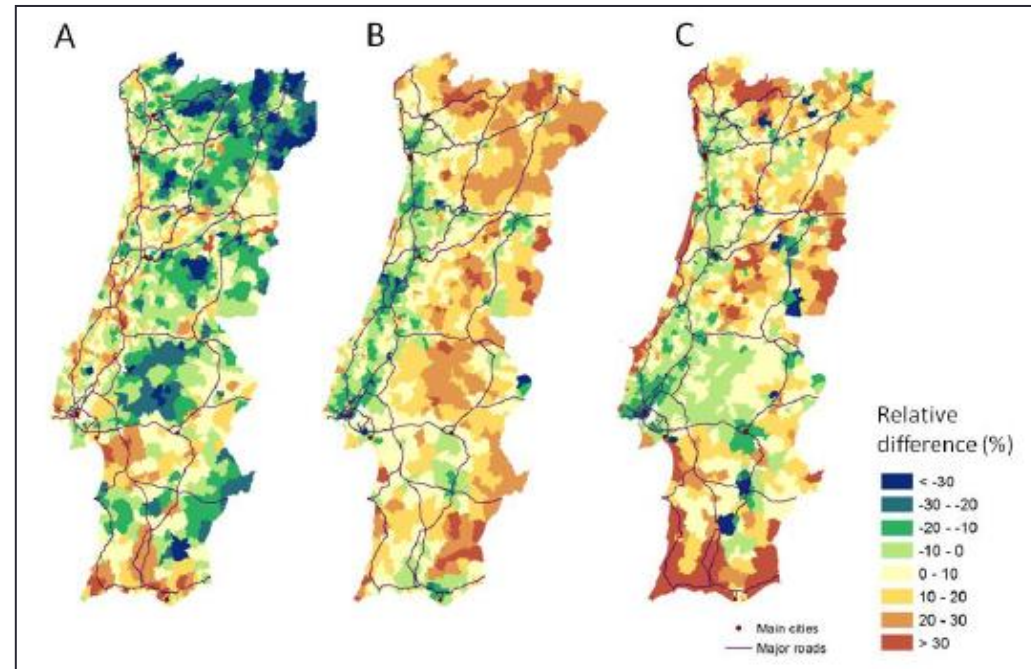 A
B
C
Relative
difference (%)
< -30
-30 - -20
-20 - -10
-10 - 0
0 - 10
10 - 20
20 - 30
> 30
Main cities
Major roads